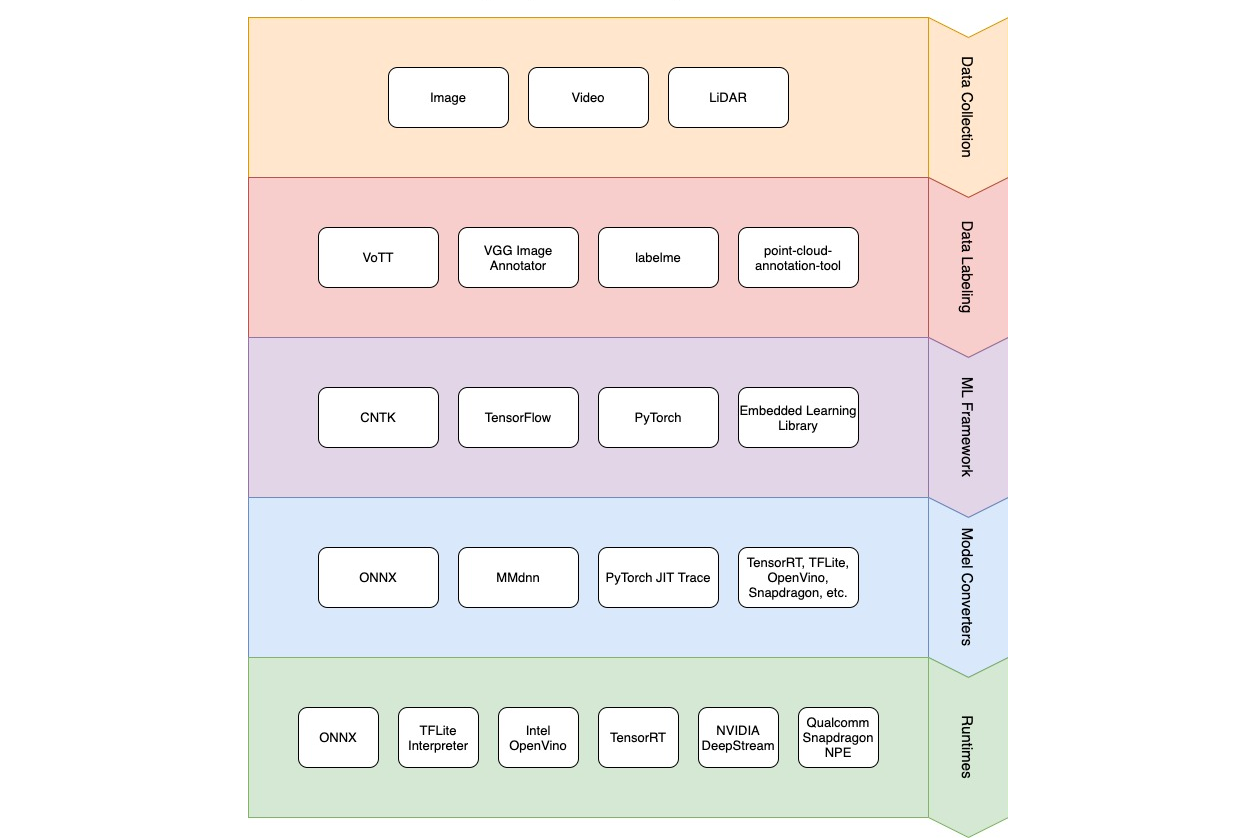 Image
Video
LiDAR
Data Collection
VoTT
VGG Image
Annotator
labelme
point-cloud-
annotation-tool
Data Labeling
CNTK
TensorFlow
PyTorch
Embedded Learning
Library
ML Framework
ONNX
MMdnn
PyTorch JIT Trace
TensorRT, TFLite,
OpenVino,
Snapdragon, etc.
Model Converters
ONNX
TFLite
Interpreter
Intel
OpenVino
TensorRT
NVIDIA
DeepStream
Qualcomm
Snapdragon
NPE
Runtimes